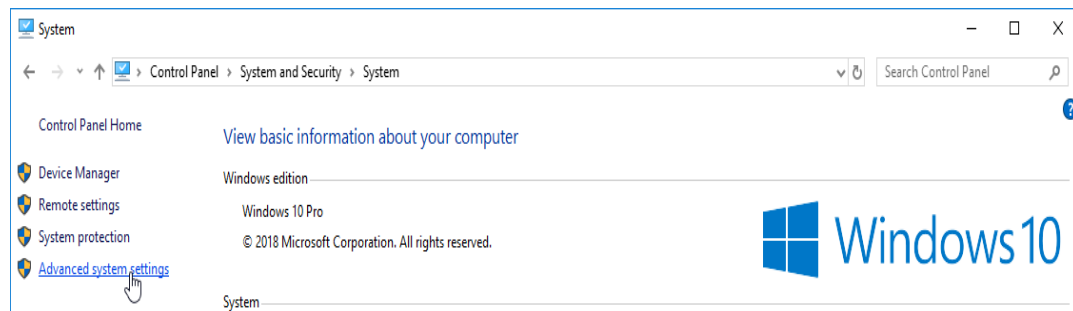 System
Control Panel > System and Security > System
Search Control Panel
?
Control Panel Home
View basic information about your computer
Device Manager
Windows edition
Remote settings
Windows 10 Pro
System protection
© 2018 Microsoft Corporation. All rights reserved.
Windows 10
Advanced system settings
System